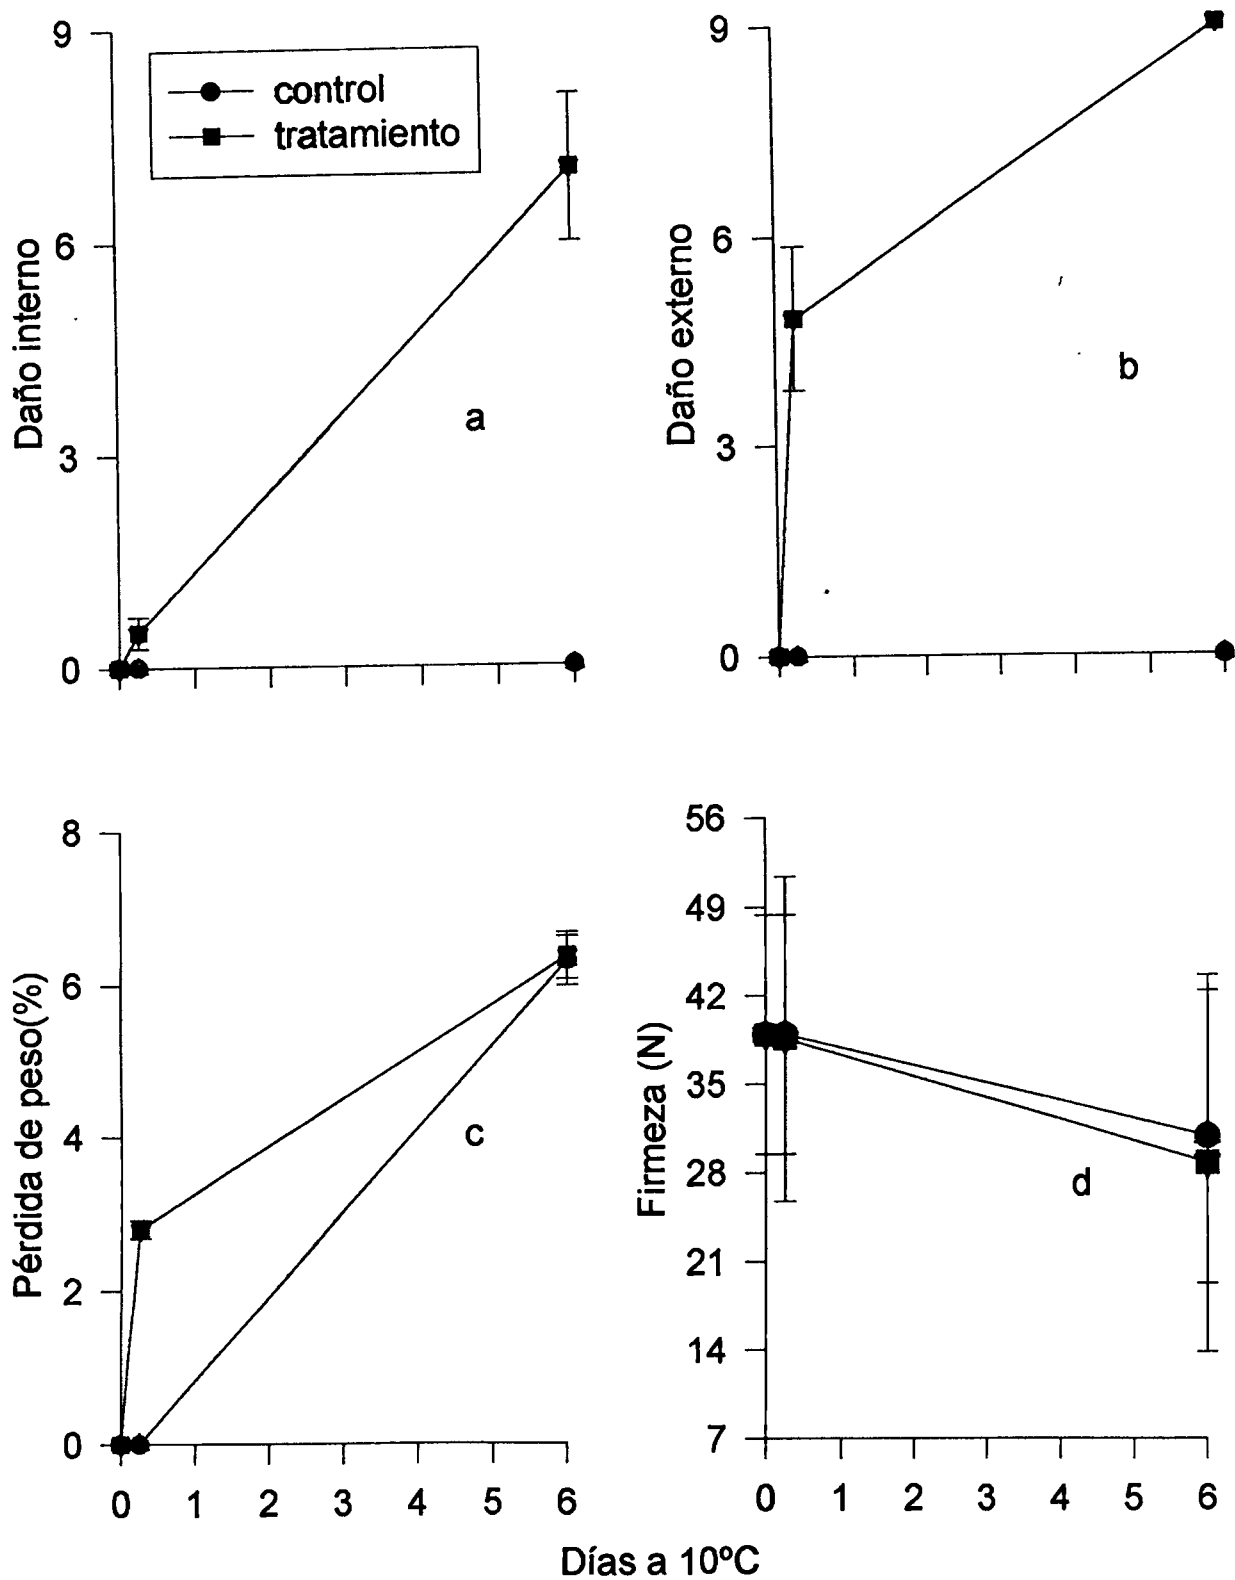 9
6
3
0
Daño interno
control
tratamiento
a
9
6
3
0
Daño externo
b
8
6
4
2
0
Pérdida de peso(%)
c
0 1 2 3 4 5 6
56
49
42
35
28
21
14
7
Firmeza (N)
d
0 1 2 3 4 5 6
Días a 10ºC